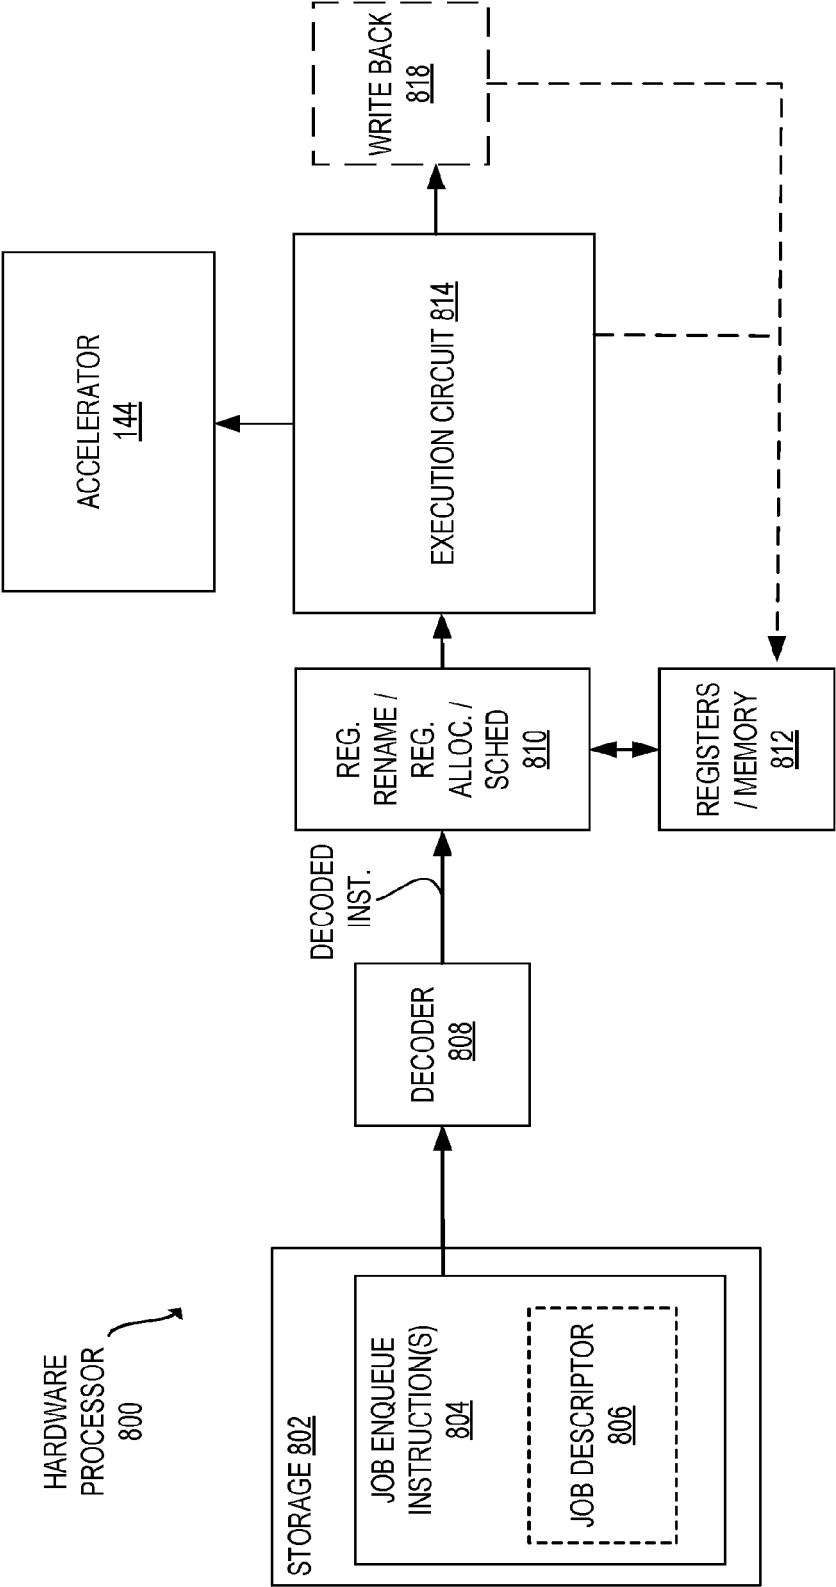 HARDWARE
PROCESSOR
800
STORAGE 802
JOB ENQUEUE
INSTRUCTION(S)
804
JOB DESCRIPTOR
806
DECODER
808
DECODED
INST.
REG.
RENAME /
REG.
ALLOC. /
SCHED
810
REGISTERS
/ MEMORY
812
EXECUTION CIRCUIT 814
ACCELERATOR
144
WRITE BACK
818